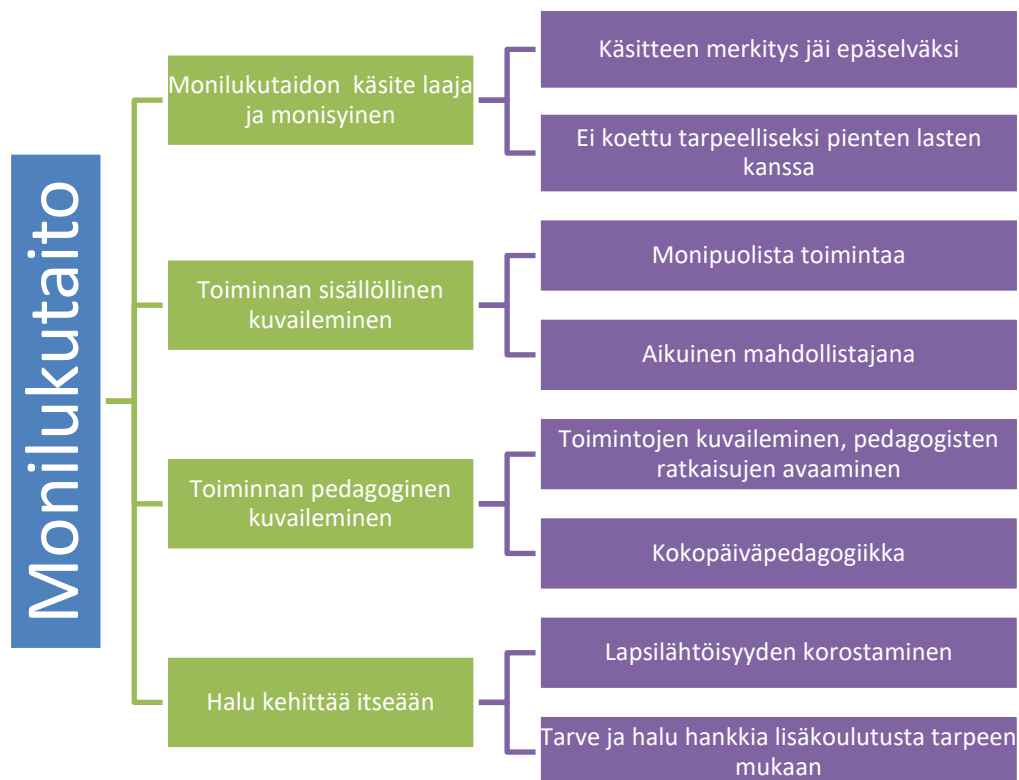 Monilukutaito
Monilukutaidon käsite laaja
ja monisyinen
Käsitteen merkitys jäi epäselväksi
Ei koettu tarpeelliseksi pienten lasten
kanssa
Toiminnan sisällöllinen
kuvaileminen
Monipuolista toimintaa
Aikuinen mahdollistajana
Toiminnan pedagoginen
kuvaileminen
Toimintojen kuvaileminen, pedagogisten
ratkaisujen avaaminen
Kokopäiväpedagogiikka
Halu kehittää itseään
Lapsilähtöisyyden korostaminen
Tarve ja halu hankkia lisäkoulutusta tarpeen
mukaan